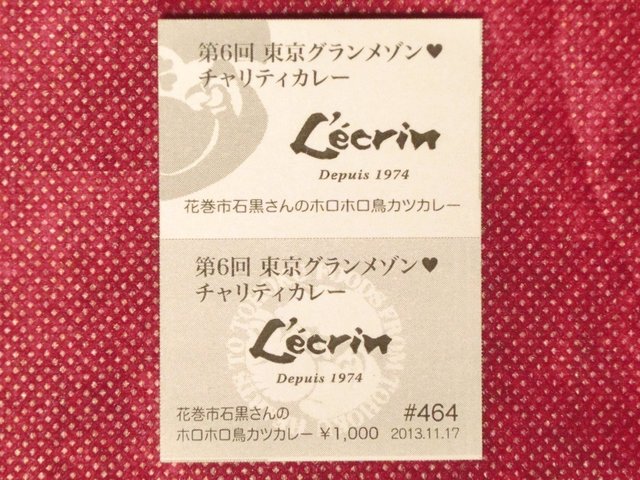 第6回 東京グランメゾン♥
チャリティカレー
L'écrin
Depuis 1974
花巻市石黒さんのホロホロ鳥カツカレー
第6回 東京グランメゾン♥
チャリティカレー
L'écrin
Depuis 1974
花巻市石黒さんの
ホロホロ鳥カツカレー ¥1,000
#464
2013.11.17